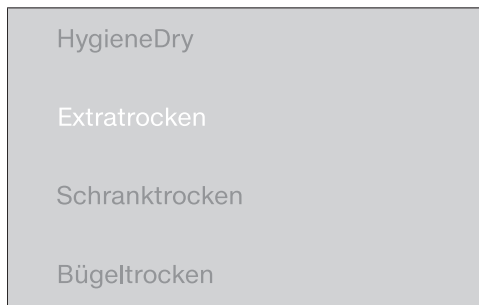 HygieneDry
Extratrocken
Schranktrocken
Bügeltrocken